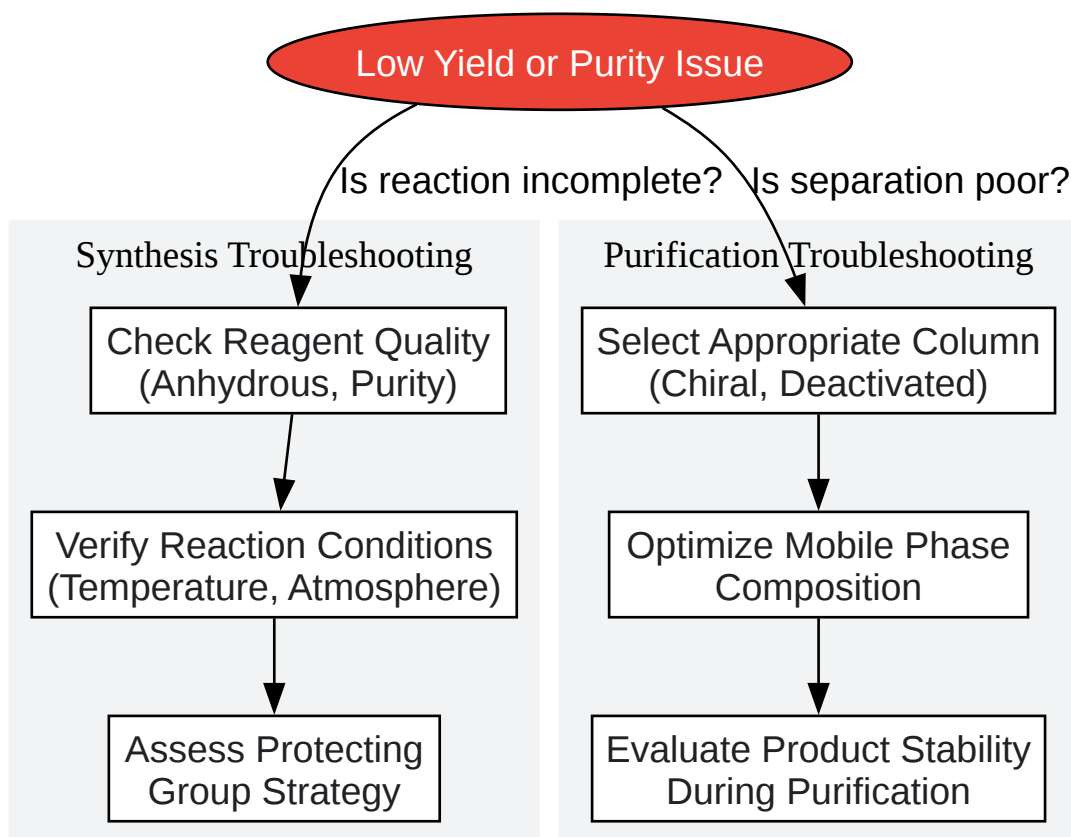 Low Yield or Purity Issue
Is reaction incomplete?
Is separation poor?
Synthesis Troubleshooting
Check Reagent Quality
(Anhydrous, Purity)
Verify Reaction Conditions
(Temperature, Atmosphere)
Assess Protecting
Group Strategy
Purification Troubleshooting
Select Appropriate Column
(Chiral, Deactivated)
Optimize Mobile Phase
Composition
Evaluate Product Stability
During Purification